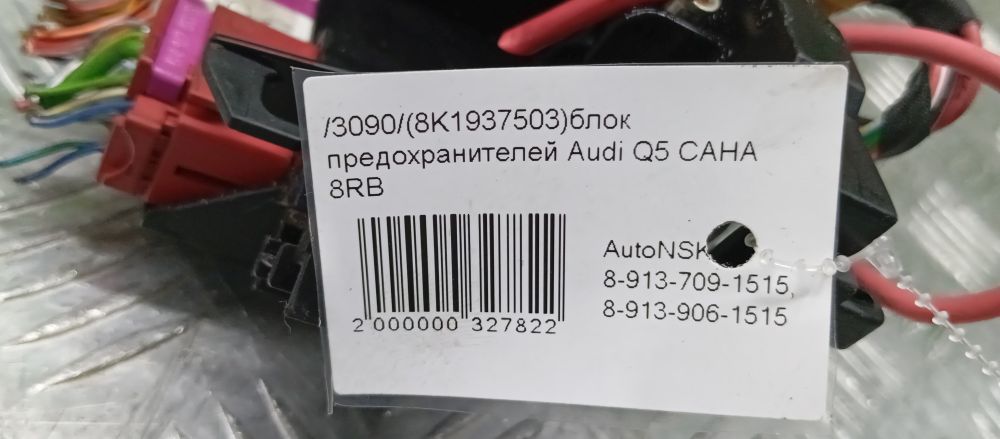 /3090/(8K1937503)блок
предохранителей Audi Q5 CAHA
8RB
2 000000 327822
AutoNSK
8-913-709-1515,
8-913-906-1515